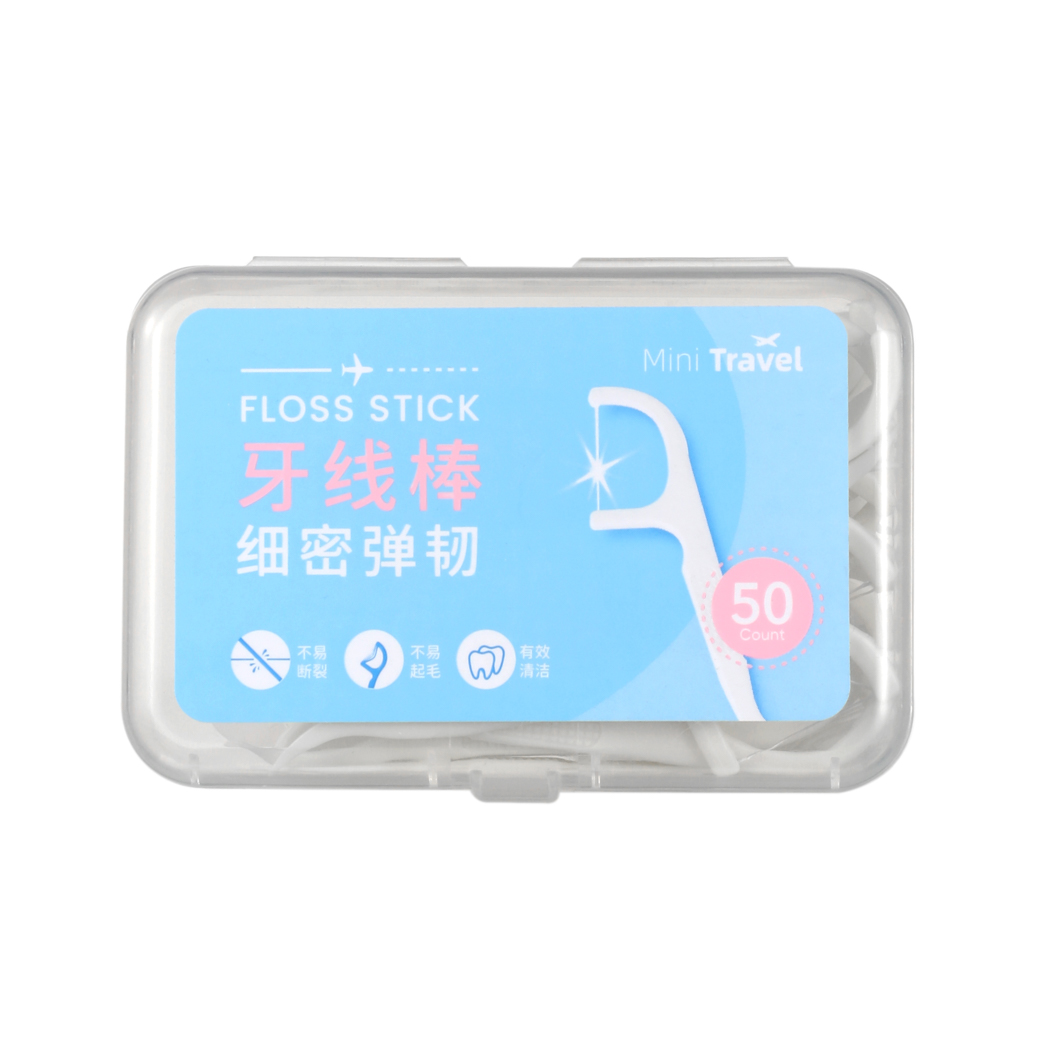 Mini Travel
FLOSS STICK
牙线棒
细密弹韧
50
Count
不易
断裂
不易
起毛
有效
清洁